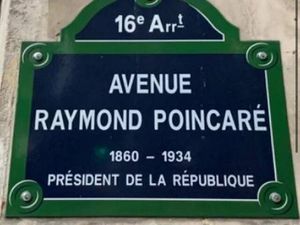 16e Arrt
AVENUE
RAYMOND POINCARÉ
1860 – 1934
PRÉSIDENT DE LA RÉPUBLIQUE